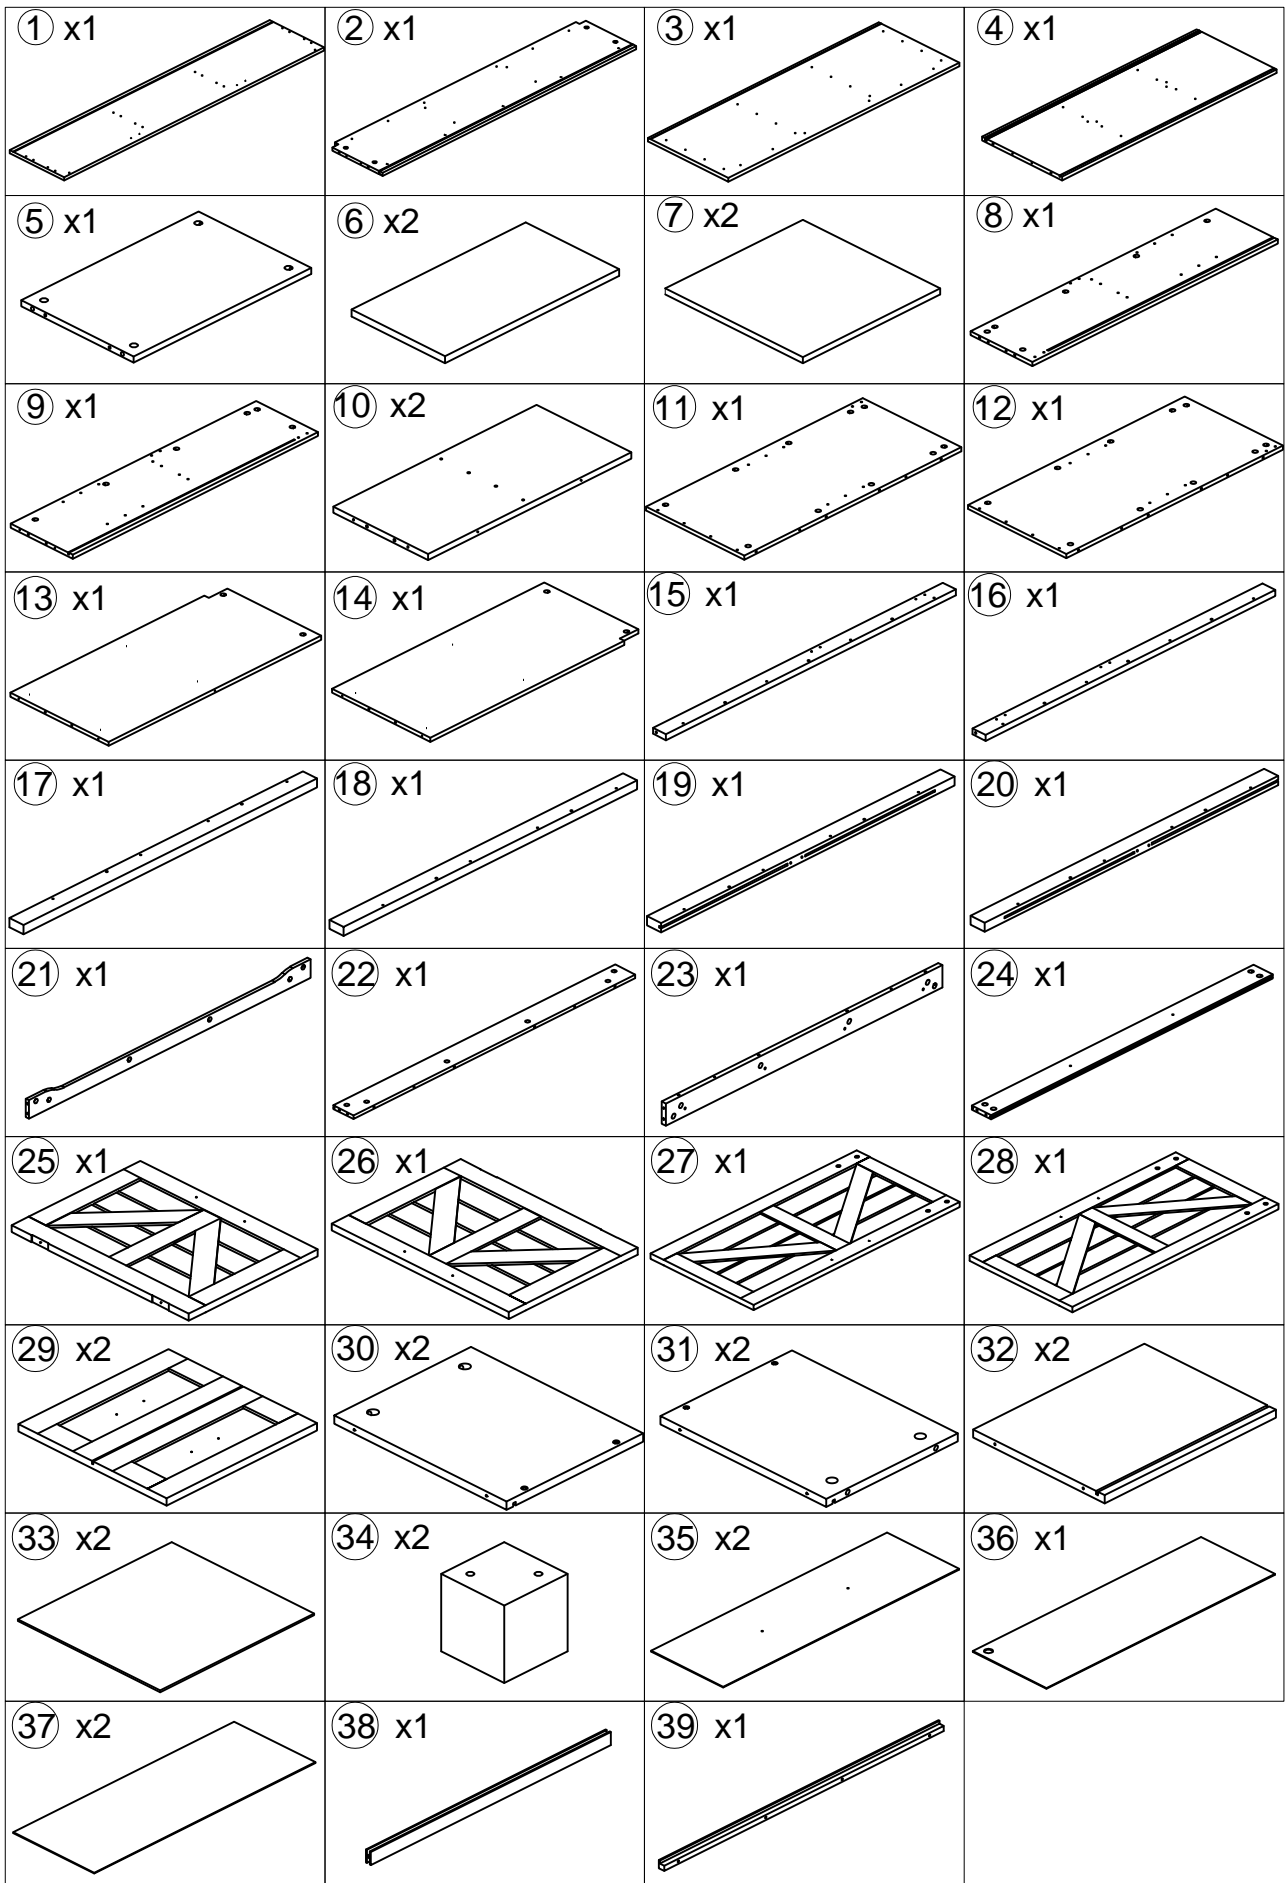 ① x1
② x1
③ x1
④ x1
⑤ x1
⑥ x2
⑦ x2
⑧ x1
⑨ x1
⑩ x2
⑪ x1
⑫ x1
⑬ x1
⑭ x1
⑮ x1
⑯ x1
⑰ x1
⑱ x1
⑲ x1
⑳ x1
㉑ x1
㉒ x1
㉓ x1
㉔ x1
㉕ x1
㉖ x1
㉗ x1
㉘ x1
㉙ x2
㉚ x2
㉛ x2
㉜ x2
㉝ x2
㉞ x2
㉟ x2
㊱ x1
㊲ x2
㊳ x1
㊴ x1